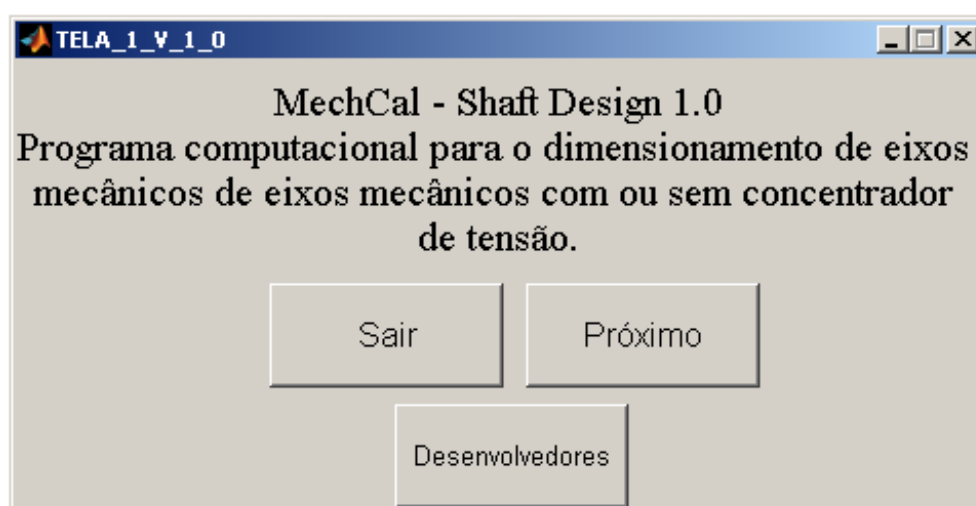 TELA_1_V_1_0
MechCal - Shaft Design 1.0
Programa computacional para o dimensionamento de eixos
mecânicos de eixos mecânicos com ou sem concentrador
de tensão.
Sair
Próximo
Desenvolvedores